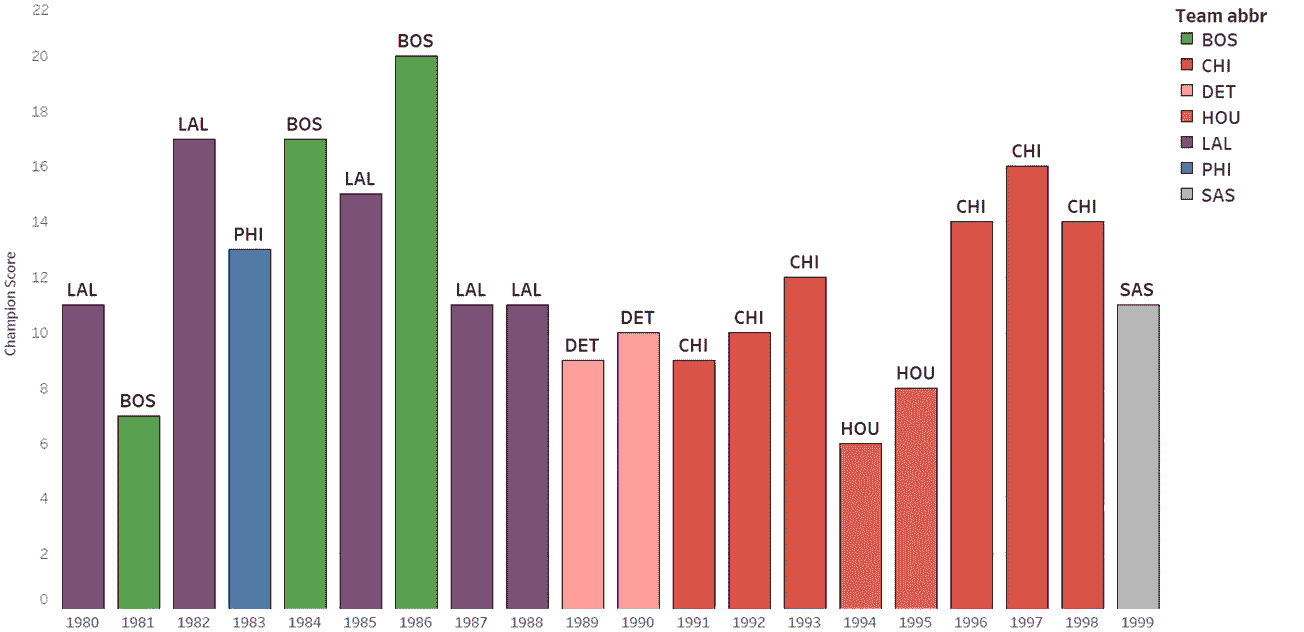 Team abbr
BOS
CHI
DET
HOU
LAL
PHI
SAS
Champion Score
22
20
18
16
14
12
10
8
6
4
2
0
LAL
BOS
LAL
PHI
BOS
LAL
BOS
LAL
LAL
DET
DET
CHI
CHI
CHI
HOU
HOU
CHI
CHI
CHI
SAS
1980 1981 1982 1983 1984 1985 1986 1987 1988 1989 1990 1991 1992 1993 1994 1995 1996 1997 1998 1999